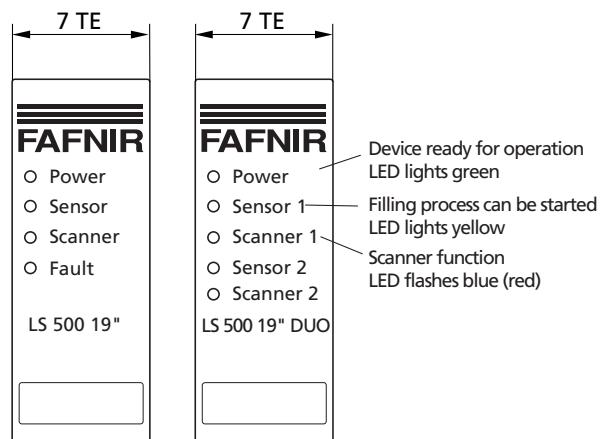 7 TE
FAFNIR
Power
Sensor
Scanner
Fault
LS 500 19"
7 TE
FAFNIR
Power
Sensor 1
Scanner 1
Sensor 2
Scanner 2
LS 500 19" DUO
Device ready for operation
LED lights green
Filling process can be started
LED lights yellow
Scanner function
LED flashes blue (red)